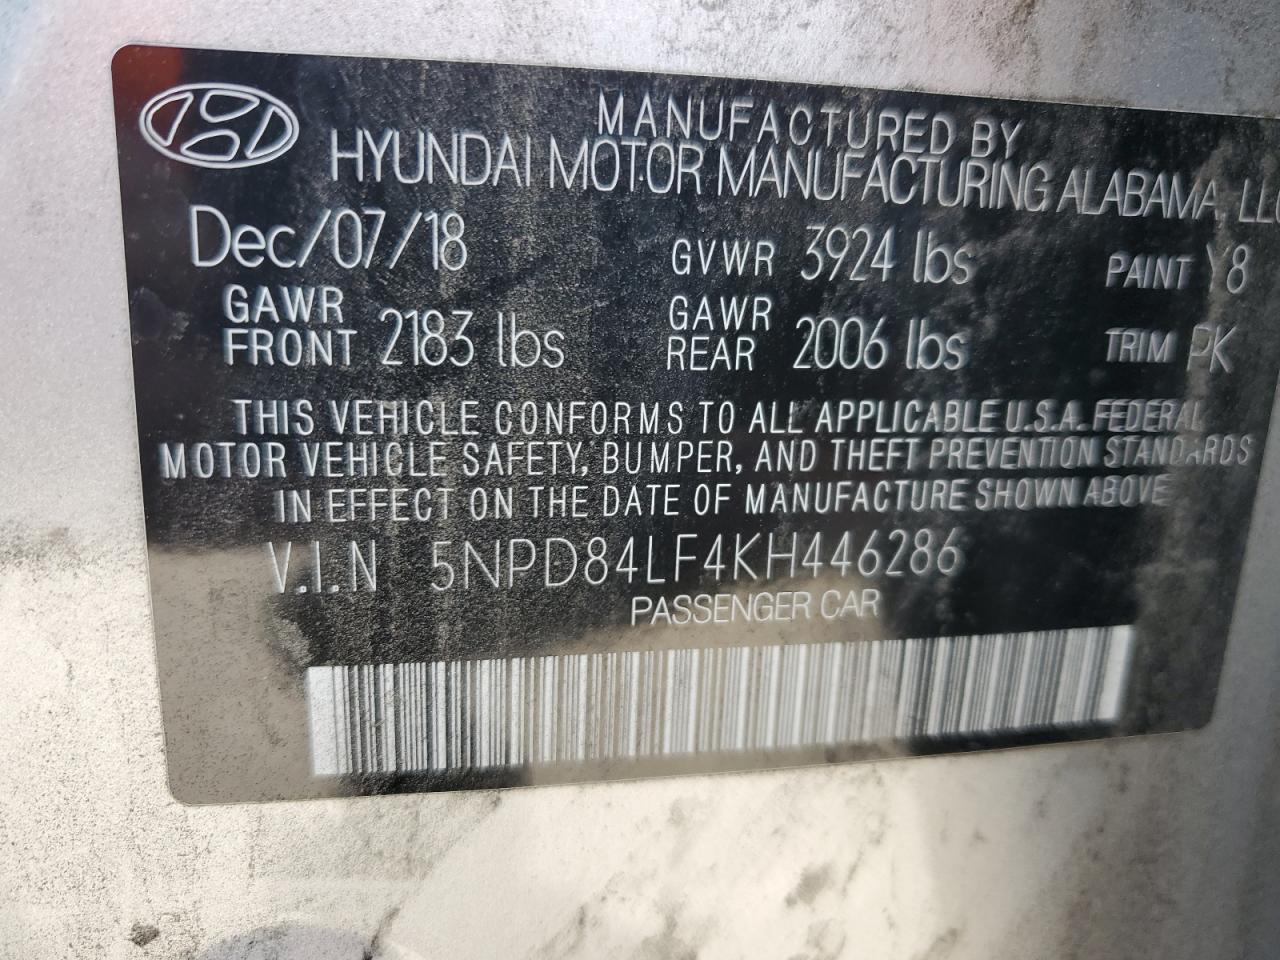 MANUFACTURED BY
HYUNDAI MOTOR MANUFACTURING ALABAMA, LLC
Dec/07/18 GVWR 3924 lbs PAINT Y8
GAWR FRONT 2183 lbs GAWR REAR 2006 lbs TRIM PK
THIS VEHICLE CONFORMS TO ALL APPLICABLE U.S.A. FEDERAL
MOTOR VEHICLE SAFETY, BUMPER, AND THEFT PREVENTION STANDARDS
IN EFFECT ON THE DATE OF MANUFACTURE SHOWN ABOVE
V.I.N 5NPD84LF4KH446286
PASSENGER CAR